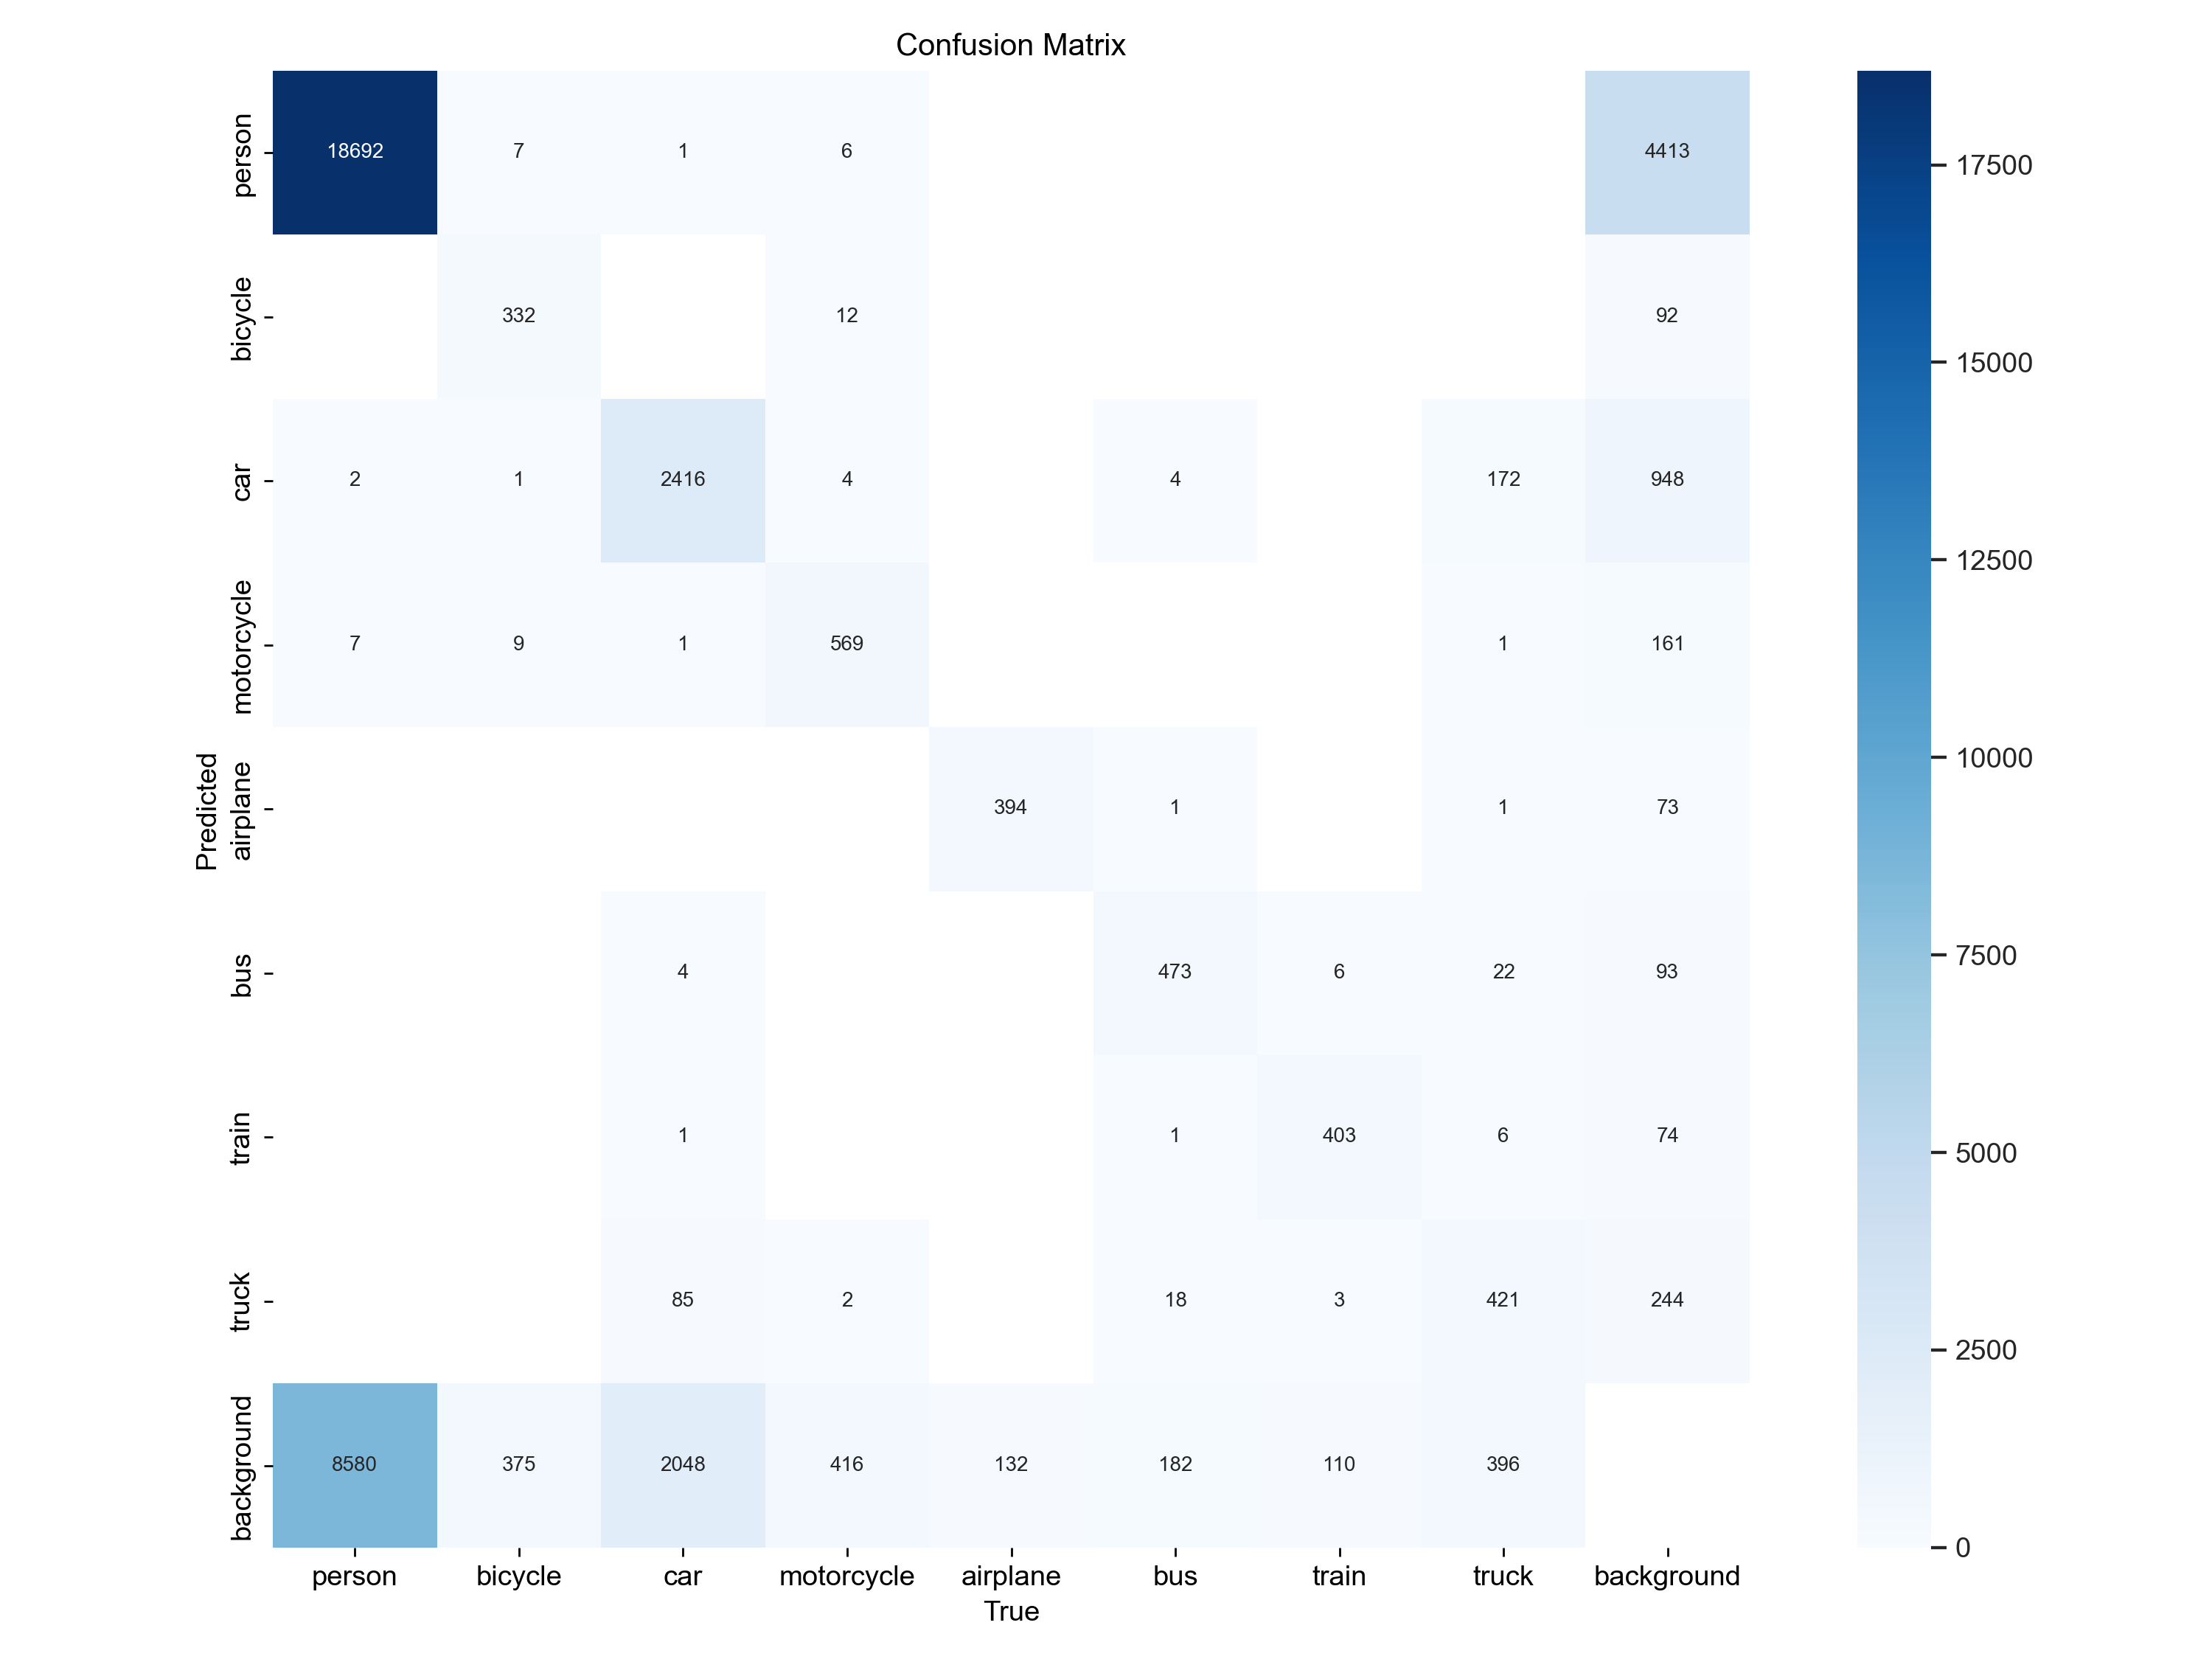 Confusion Matrix
person
18692 7 1 6 4413
17500
bicycle
332 12 92
15000
car
2 1 2416 4 4 172 948
12500
motorcycle
7 9 1 569 1 161
10000
Predicted
airplane
394 1 1 73
7500
bus
4 473 6 22 93
train
1 1 403 6 74
5000
truck
85 2 18 3 421 244
2500
background
8580 375 2048 416 132 182 110 396
0
person bicycle car motorcycle airplane bus train truck background
True